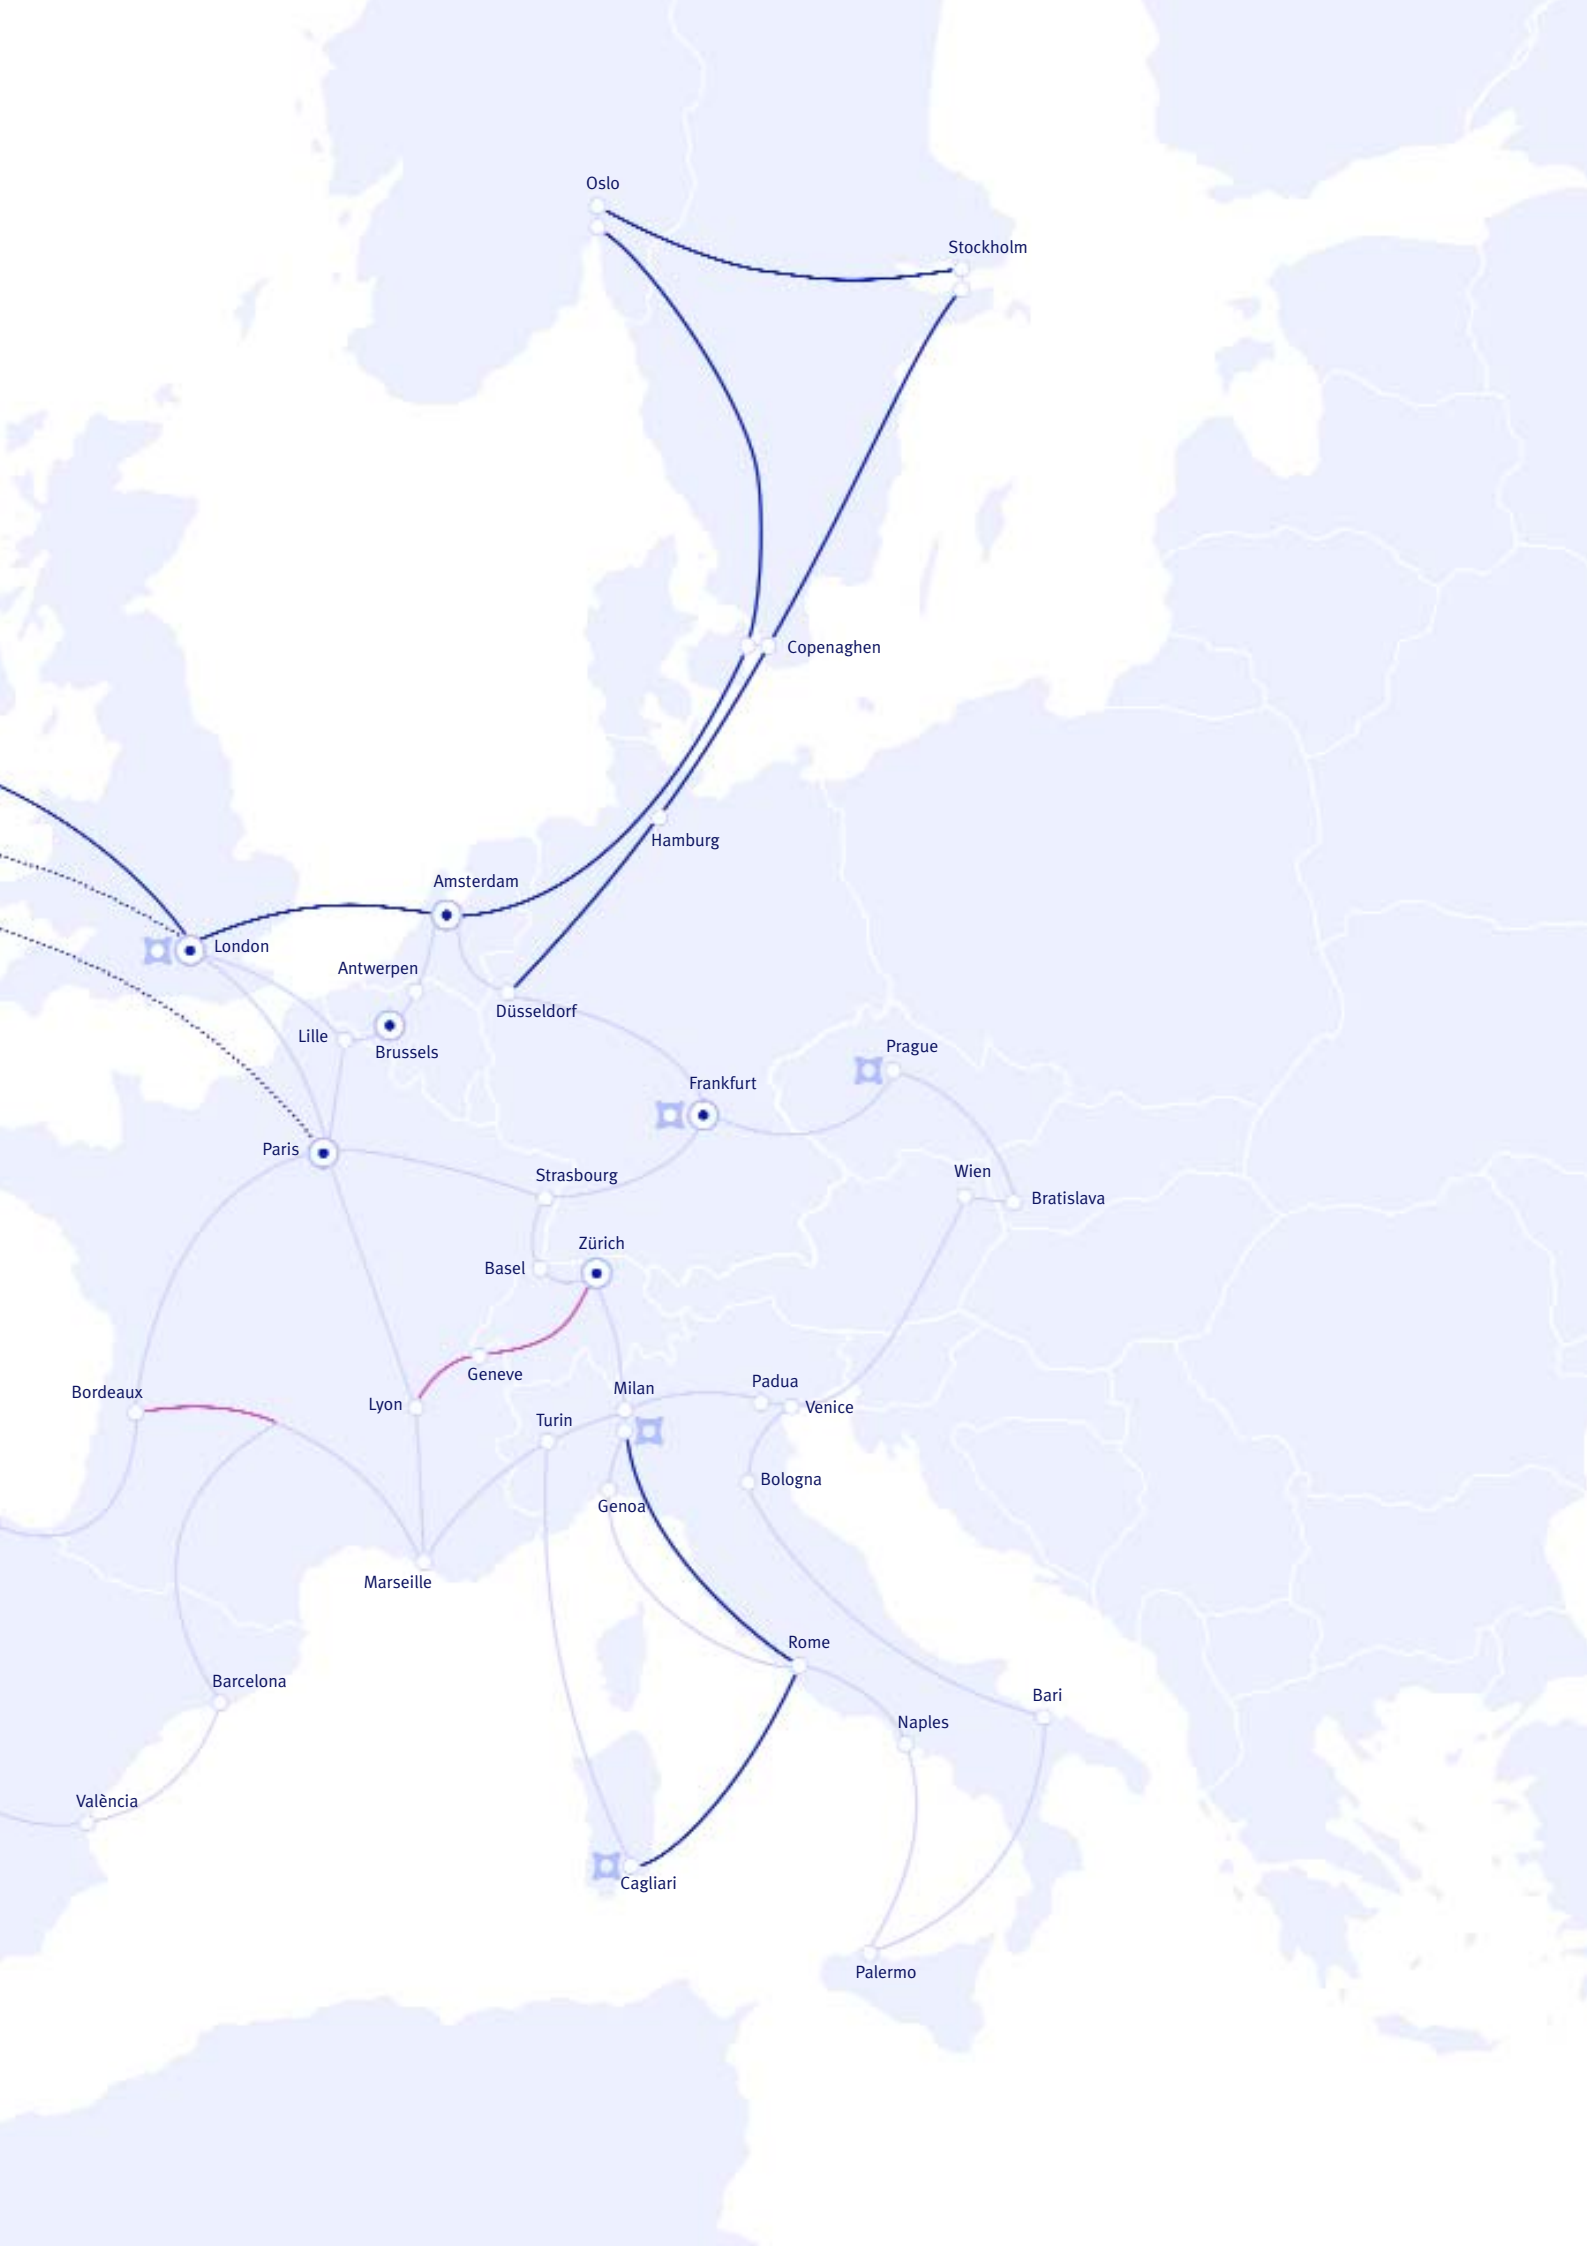 Oslo
Stockholm
Copenaghen
Hamburg
Amsterdam
London
Antwerpen
Düsseldorf
Lille
Brussels
Prague
Frankfurt
Paris
Strasbourg
Wien
Bratislava
Zürich
Basel
Geneve
Bordeaux
Lyon
Milan
Padua
Venice
Turin
Bologna
Genoa
Marseille
Rome
Barcelona
Bari
Naples
València
Cagliari
Palermo